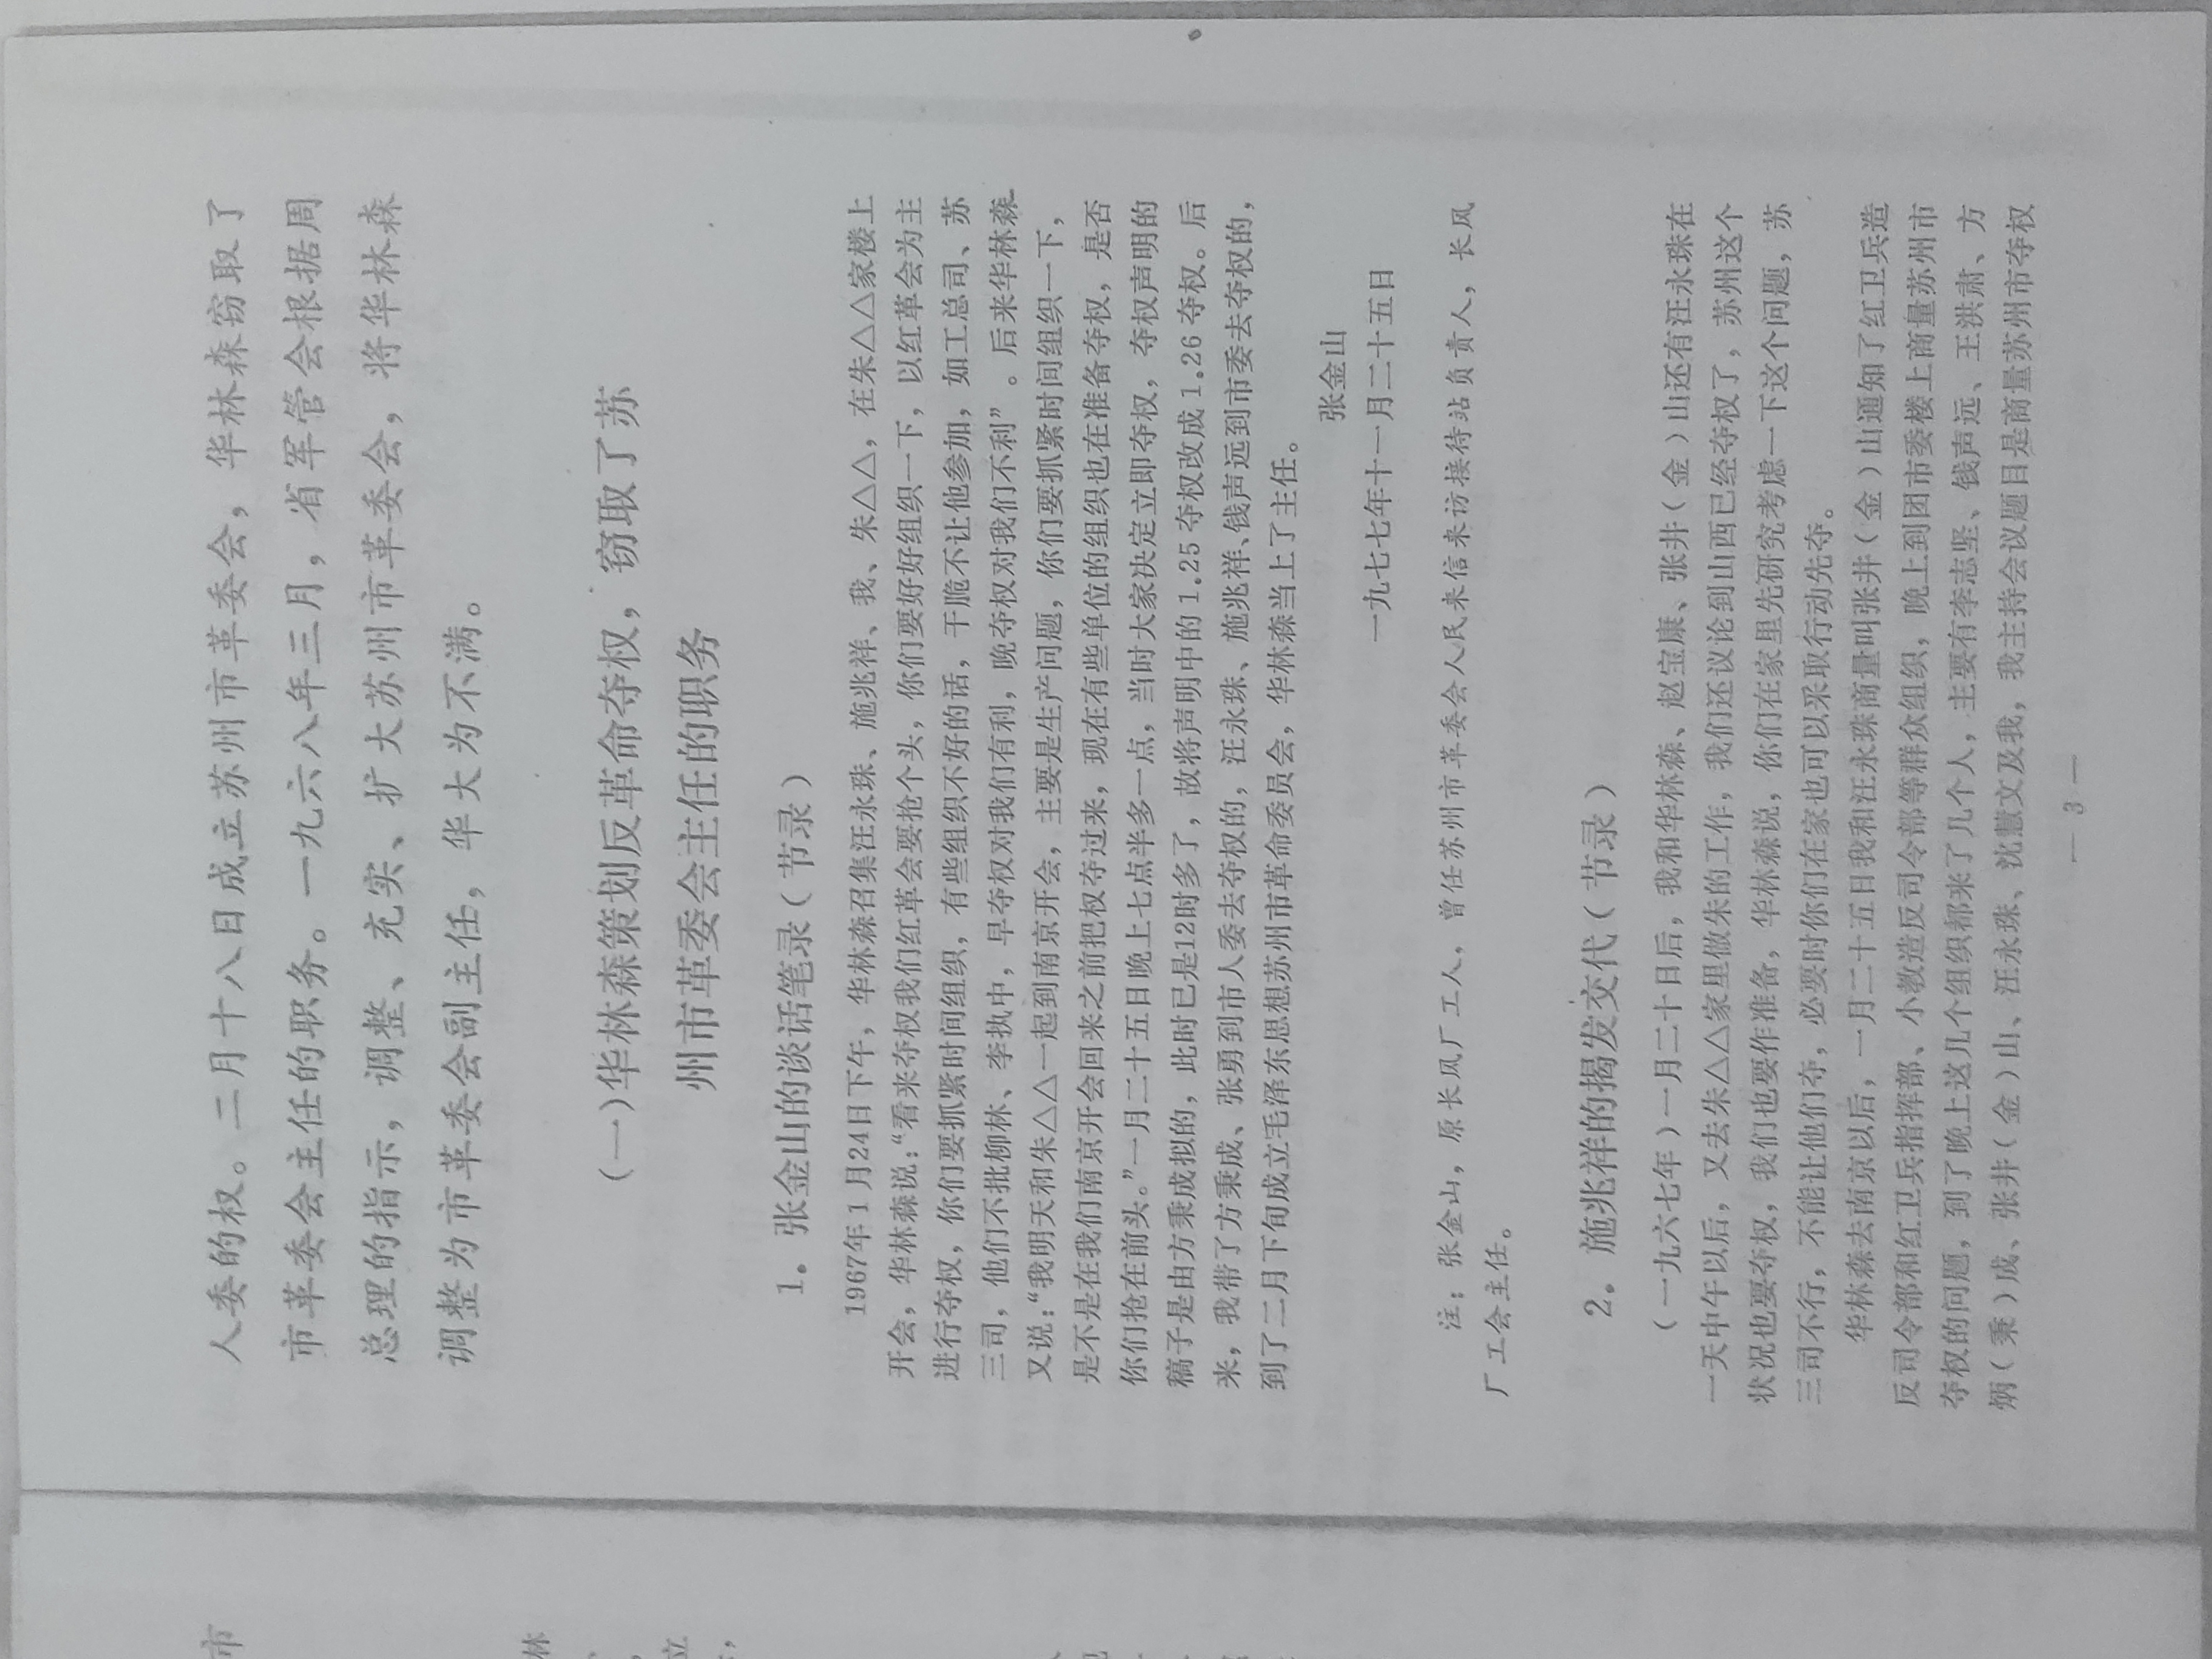 人委的权。二月十八日成立苏州市革委会，华林森窃取了
市革委会主任的职务。一九六八年三月，省军管会根据周
总理的指示，调整、充实、扩大苏州市革委会，将华林森
调整为市革委会副主任，华大为不满。
（一）华林森策划反革命夺权，窃取了苏
州市革委会主任的职务
1．张金山的谈话笔录（节录）
1967年1月24日下午，华林森召集汪永珠、施兆祥、我、朱△△，在朱△△家楼上
开会，华林森说：“看来夺权我们红革会要抢个头，你们要好好组织一下，以红革会为主
进行夺权，你们要抓紧时间组织，有些组织不好的话，干脆不让他参加，如工总司、苏
三司，他们不批柳林、李执中，早夺权对我们有利，晚夺权对我们不利”。后来华林森
又说：“我明天和朱△△一起到南京开会，主要是生产问题，你们要抓紧时间组织一下，
是不是在我们南京开会回来之前把权夺过来，现在有些单位的组织也在准备夺权，是否
你们抢在前头。”一月二十五日晚上七点半多一点，当时大家决定立即夺权，夺权声明的
稿子是由方秉成拟的，此时已是12时多了，故将声明中的1.25夺权改成1.26夺权。后
来，我带了方秉成、张勇到市人委去夺权的，汪永珠、施兆祥、钱声远到市委去夺权的，
到了二月下旬成立毛泽东思想苏州市革命委员会，华林森当上了主任。
张金山
一九七七年十一月二十五日
注：张金山，原长风厂工人，曾任苏州市革委会人民来信来访接待站负责人，长风
厂工会主任。
2．施兆祥的揭发交代（节录）
（一九六七年）一月二十日后，我和华林森、赵宝康、张井（金）山还有汪永珠在
一天中午以后，又去朱△△家里做朱的工作，我们还议论到山西已经夺权了，苏州这个
状况也要夺权，我们也要作准备，华林森说，你们在家里先研究考虑一下这个问题，苏
三司不行，不能让他们夺，必要时你们在家也可以采取行动先夺。
华林森去南京以后，一月二十五日我和汪永珠商量叫张井（金）山通知了红卫兵造
反司令部和红卫兵指挥部、小教造反司令部等群众组织，晚上到团市委楼上商量苏州市
夺权的问题，到了晚上这几个组织都来了几个人，主要有李志坚、钱声远、王洪肃、方
炳（秉）成、张井（金）山、汪永珠、沈慧文及我，我主持会议题目是商量苏州市夺权
— 3 —